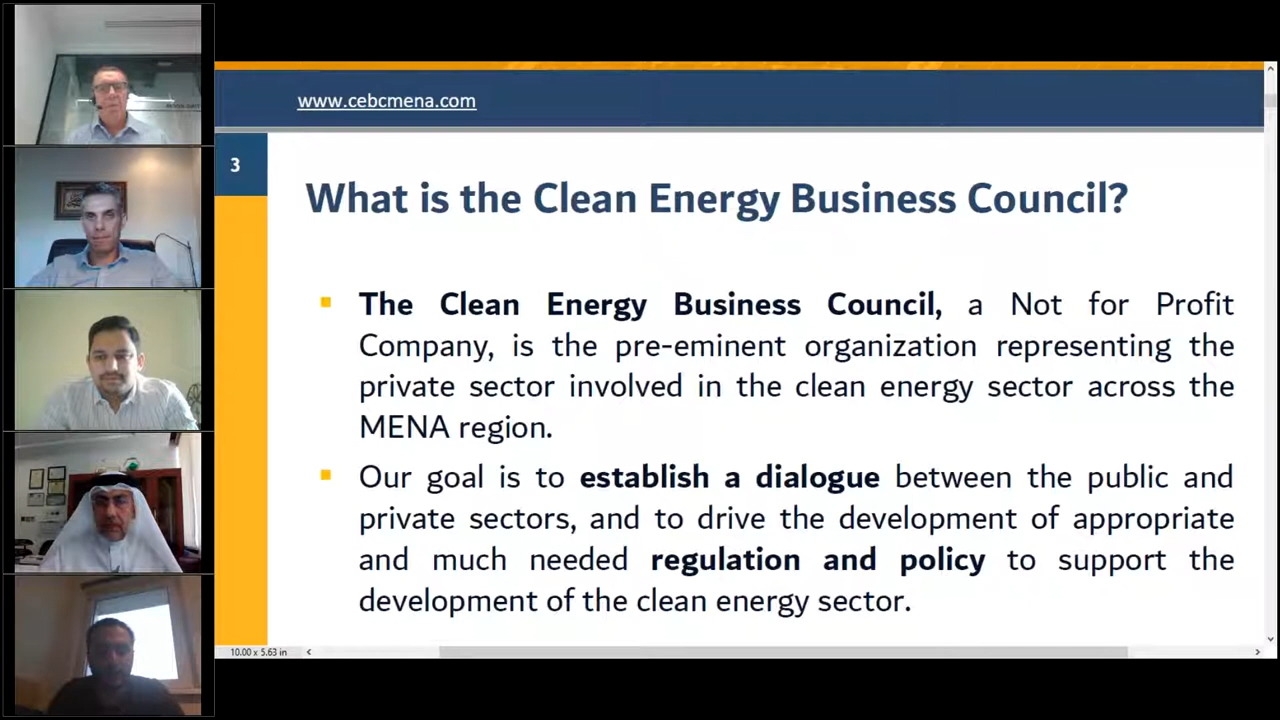 www.cebcmena.com
3
What is the Clean Energy Business Council?
The Clean Energy Business Council, a Not for Profit
Company, is the pre-eminent organization representing the
private sector involved in the clean energy sector across the
MENA region.
Our goal is to establish a dialogue between the public and
private sectors, and to drive the development of appropriate
and much needed regulation and policy to support the
development of the clean energy sector.
10.00 x 5.63 in